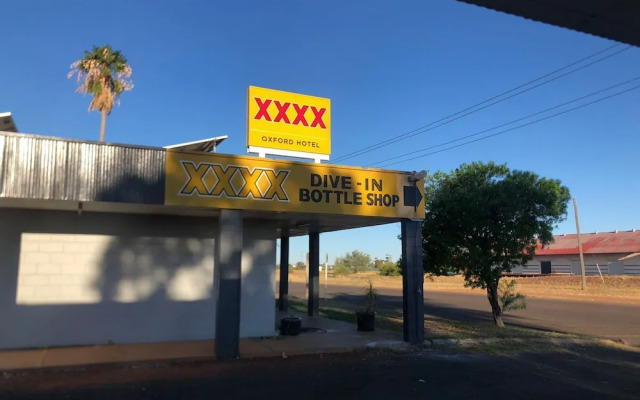 XXXX
OXFORD HOTEL
XXXX
DIVE-IN
BOTTLE SHOP